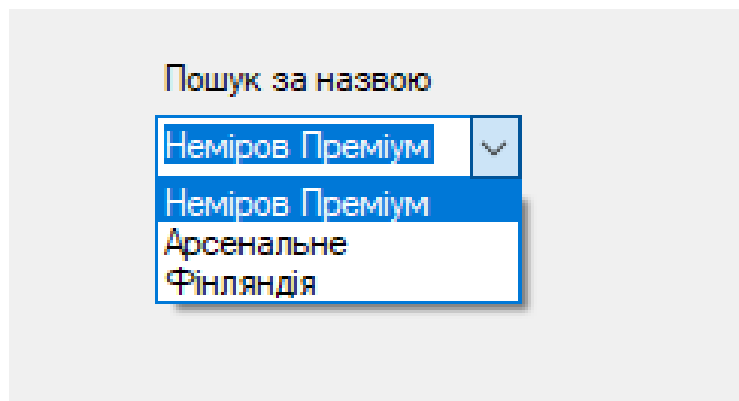 Пошук за назвою
Неміров Преміум
Неміров Преміум
Арсенальне
Фінляндія